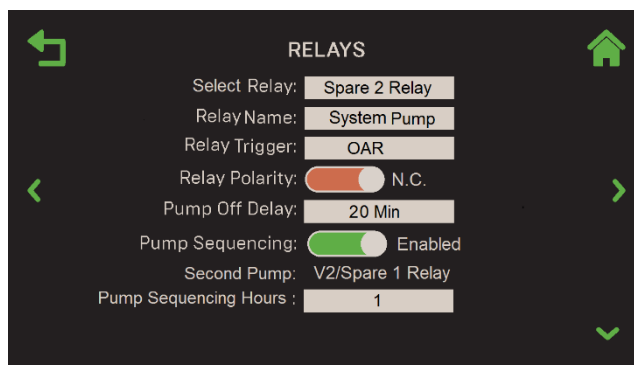 RELAYS
Select Relay: Spare 2 Relay
Relay Name: System Pump
Relay Trigger: OAR
Relay Polarity: N.C.
Pump Off Delay: 20 Min
Pump Sequencing: Enabled
Second Pump: V2/Spare 1 Relay
Pump Sequencing Hours : 1